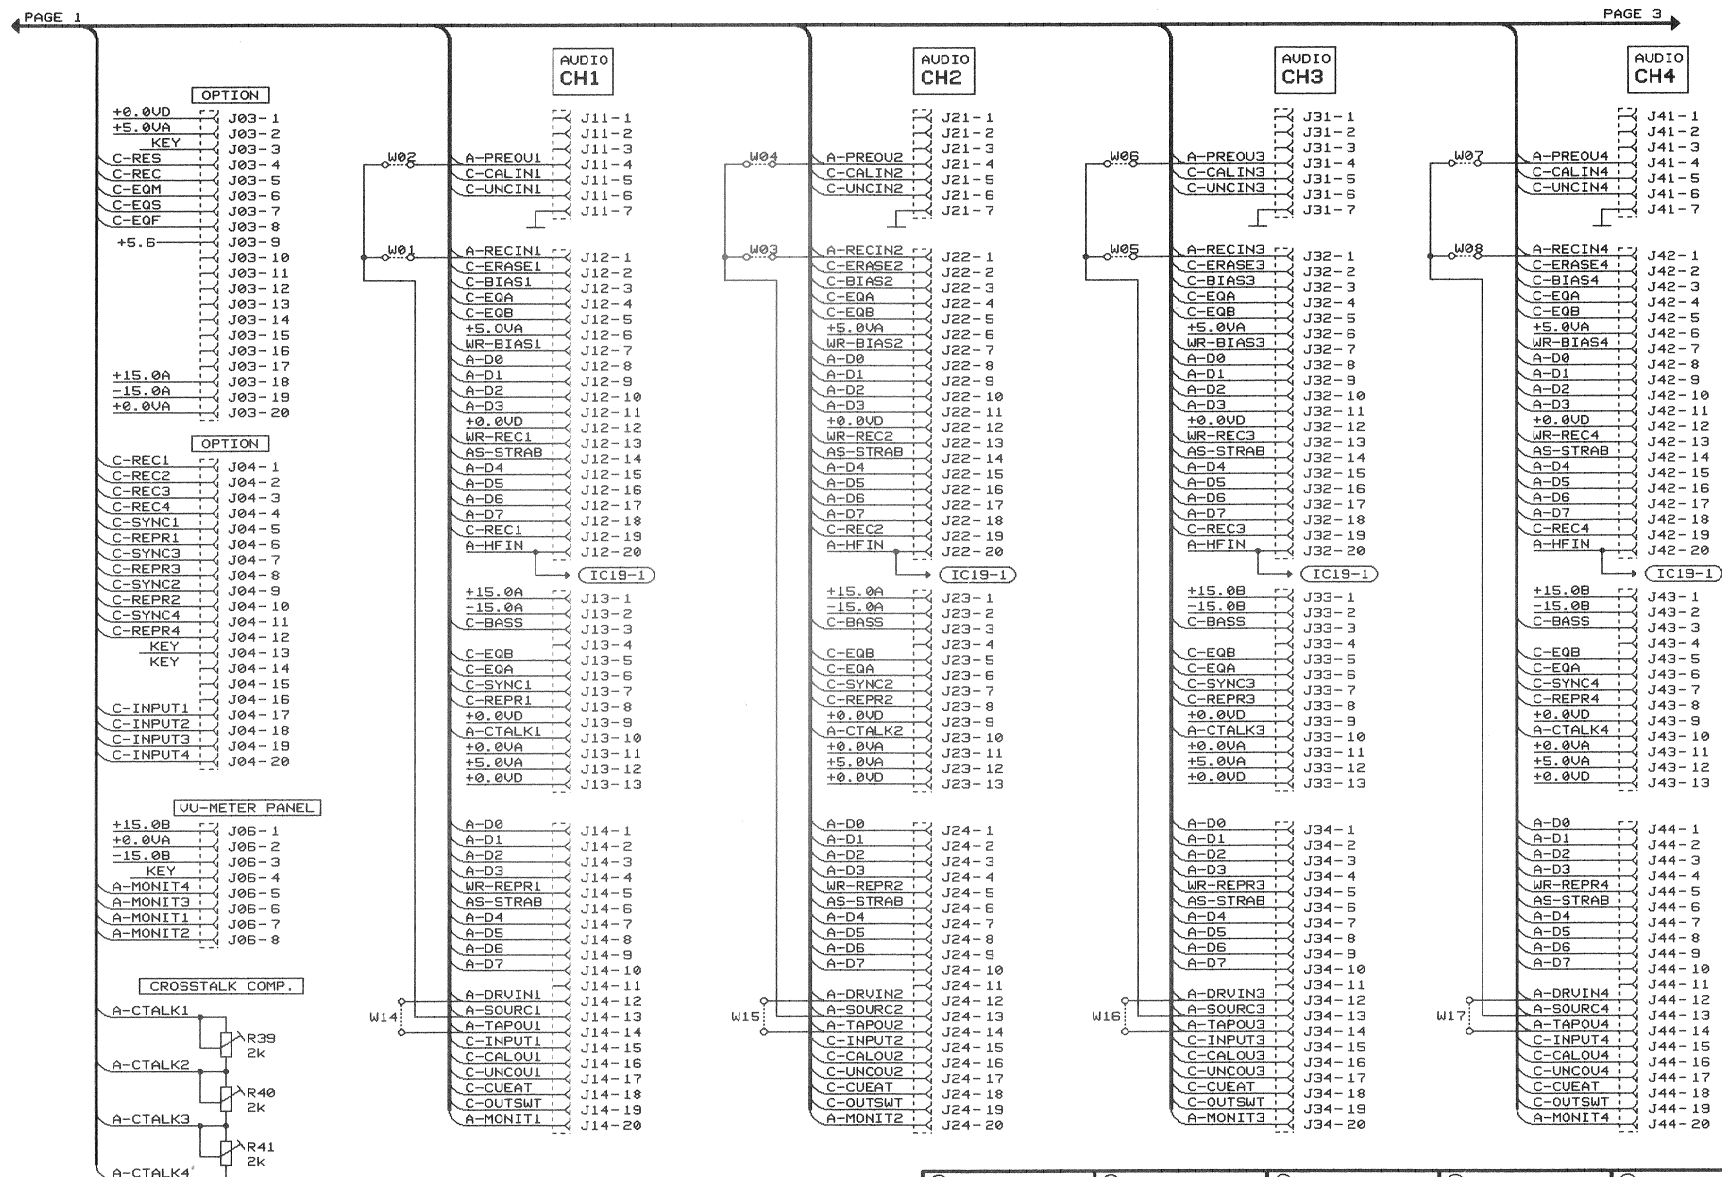 PAGE 1
PAGE 3
OPTION
+0.0VD J03-1
+5.0VA J03-2
KEY J03-3
C-RES J03-4
C-REC J03-5
C-EQM J03-6
C-EQS J03-7
C-EQF J03-8
+5.6 J03-9
J03-10
J03-11
J03-12
J03-13
J03-14
J03-15
J03-16
J03-17
+15.0A J03-18
-15.0A J03-19
+0.0VA J03-20
OPTION
C-REC1 J04-1
C-REC2 J04-2
C-REC3 J04-3
C-REC4 J04-4
C-SYNC1 J04-5
C-REPR1 J04-6
C-SYNC3 J04-7
C-REPR3 J04-8
C-SYNC2 J04-9
C-REPR2 J04-10
C-SYNC4 J04-11
C-REPR4 J04-12
KEY J04-13
KEY J04-14
J04-15
J04-16
C-INPUT1 J04-17
C-INPUT2 J04-18
C-INPUT3 J04-19
C-INPUT4 J04-20
VU-METER PANEL
+15.0B J06-1
+0.0VA J06-2
-15.0B J06-3
KEY J06-4
A-MONIT4 J06-5
A-MONIT3 J06-6
A-MONIT1 J06-7
A-MONIT2 J06-8
CROSSTALK COMP.
A-CTALK1
R39
2k
A-CTALK2
R40
2k
A-CTALK3
R41
2k
A-CTALK4
AUDIO
CH1
J11-1
J11-2
J11-3
W02 A-PREOU1 J11-4
C-CALIN1 J11-5
C-UNCIN1 J11-6
J11-7
W01 A-RECIN1 J12-1
C-ERASE1 J12-2
C-BIAS1 J12-3
C-EQA J12-4
C-EQB J12-5
+5.0VA J12-6
WR-BIAS1 J12-7
A-D0 J12-8
A-D1 J12-9
A-D2 J12-10
A-D3 J12-11
+0.0VD J12-12
WR-REC1 J12-13
AS-STRAB J12-14
A-D4 J12-15
A-D5 J12-16
A-D6 J12-17
A-D7 J12-18
C-REC1 J12-19
A-HFIN J12-20
IC19-1
+15.0A J13-1
-15.0A J13-2
C-BASS J13-3
J13-4
C-EQB J13-5
C-EQA J13-6
C-SYNC1 J13-7
C-REPR1 J13-8
+0.0VD J13-9
A-CTALK1 J13-10
+0.0VA J13-11
+5.0VA J13-12
+0.0VD J13-13
A-D0 J14-1
A-D1 J14-2
A-D2 J14-3
A-D3 J14-4
WR-REPR1 J14-5
AS-STRAB J14-6
A-D4 J14-7
A-D5 J14-8
A-D6 J14-9
A-D7 J14-10
J14-11
A-DRVIN1 J14-12
W14 A-SOURC1 J14-13
A-TAPOU1 J14-14
C-INPUT1 J14-15
C-CALOU1 J14-16
C-UNCOU1 J14-17
C-CUEAT J14-18
C-OUTSWT J14-19
A-MONIT1 J14-20
AUDIO
CH2
J21-1
J21-2
J21-3
W04 A-PREOU2 J21-4
C-CALIN2 J21-5
C-UNCIN2 J21-6
J21-7
W03 A-RECIN2 J22-1
C-ERASE2 J22-2
C-BIAS2 J22-3
C-EQA J22-4
C-EQB J22-5
+5.0VA J22-6
WR-BIAS2 J22-7
A-D0 J22-8
A-D1 J22-9
A-D2 J22-10
A-D3 J22-11
+0.0VD J22-12
WR-REC2 J22-13
AS-STRAB J22-14
A-D4 J22-15
A-D5 J22-16
A-D6 J22-17
A-D7 J22-18
C-REC2 J22-19
A-HFIN J22-20
IC19-1
+15.0A J23-1
-15.0A J23-2
C-BASS J23-3
J23-4
C-EQB J23-5
C-EQA J23-6
C-SYNC2 J23-7
C-REPR2 J23-8
+0.0VD J23-9
A-CTALK2 J23-10
+0.0VA J23-11
+5.0VA J23-12
+0.0VD J23-13
A-D0 J24-1
A-D1 J24-2
A-D2 J24-3
A-D3 J24-4
WR-REPR2 J24-5
AS-STRAB J24-6
A-D4 J24-7
A-D5 J24-8
A-D6 J24-9
A-D7 J24-10
J24-11
A-DRVIN2 J24-12
W15 A-SOURC2 J24-13
A-TAPOU2 J24-14
C-INPUT2 J24-15
C-CALOU2 J24-16
C-UNCOU2 J24-17
C-CUEAT J24-18
C-OUTSWT J24-19
A-MONIT2 J24-20
AUDIO
CH3
J31-1
J31-2
J31-3
W06 A-PREOU3 J31-4
C-CALIN3 J31-5
C-UNCIN3 J31-6
J31-7
W05 A-RECIN3 J32-1
C-ERASE3 J32-2
C-BIAS3 J32-3
C-EQA J32-4
C-EQB J32-5
+5.0VA J32-6
WR-BIAS3 J32-7
A-D0 J32-8
A-D1 J32-9
A-D2 J32-10
A-D3 J32-11
+0.0VD J32-12
WR-REC3 J32-13
AS-STRAB J32-14
A-D4 J32-15
A-D5 J32-16
A-D6 J32-17
A-D7 J32-18
C-REC3 J32-19
A-HFIN J32-20
IC19-1
+15.0B J33-1
-15.0B J33-2
C-BASS J33-3
J33-4
C-EQB J33-5
C-EQA J33-6
C-SYNC3 J33-7
C-REPR3 J33-8
+0.0VD J33-9
A-CTALK3 J33-10
+0.0VA J33-11
+5.0VA J33-12
+0.0VD J33-13
A-D0 J34-1
A-D1 J34-2
A-D2 J34-3
A-D3 J34-4
WR-REPR3 J34-5
AS-STRAB J34-6
A-D4 J34-7
A-D5 J34-8
A-D6 J34-9
A-D7 J34-10
J34-11
A-DRVIN3 J34-12
W16 A-SOURC3 J34-13
A-TAPOU3 J34-14
C-INPUT3 J34-15
C-CALOU3 J34-16
C-UNCOU3 J34-17
C-CUEAT J34-18
C-OUTSWT J34-19
A-MONIT3 J34-20
AUDIO
CH4
J41-1
J41-2
J41-3
W07 A-PREOU4 J41-4
C-CALIN4 J41-5
C-UNCIN4 J41-6
J41-7
W08 A-RECIN4 J42-1
C-ERASE4 J42-2
C-BIAS4 J42-3
C-EQA J42-4
C-EQB J42-5
+5.0VA J42-6
WR-BIAS4 J42-7
A-D0 J42-8
A-D1 J42-9
A-D2 J42-10
A-D3 J42-11
+0.0VD J42-12
WR-REC4 J42-13
AS-STRAB J42-14
A-D4 J42-15
A-D5 J42-16
A-D6 J42-17
A-D7 J42-18
C-REC4 J42-19
A-HFIN J42-20
IC19-1
+15.0B J43-1
-15.0B J43-2
C-BASS J43-3
J43-4
C-EQB J43-5
C-EQA J43-6
C-SYNC4 J43-7
C-REPR4 J43-8
+0.0VD J43-9
A-CTALK4 J43-10
+0.0VA J43-11
+5.0VA J43-12
+0.0VD J43-13
A-D0 J44-1
A-D1 J44-2
A-D2 J44-3
A-D3 J44-4
WR-REPR4 J44-5
AS-STRAB J44-6
A-D4 J44-7
A-D5 J44-8
A-D6 J44-9
A-D7 J44-10
J44-11
A-DRVIN4 J44-12
W17 A-SOURC4 J44-13
A-TAPOU4 J44-14
C-INPUT4 J44-15
C-CALOU4 J44-16
C-UNCOU4 J44-17
C-CUEAT J44-18
C-OUTSWT J44-19
A-MONIT4 J44-20